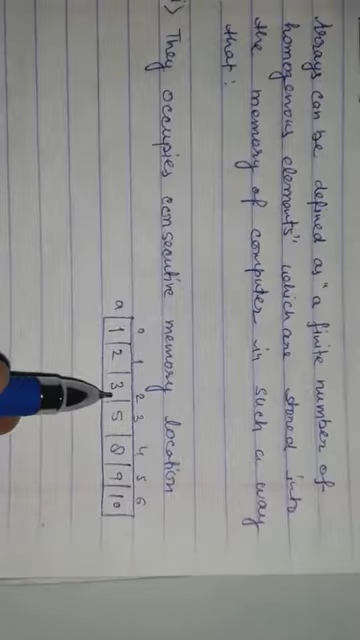 Arrays can be defined as "a finite number of
homogenous elements" which are stored into
the memory of computer in such a way
that:
i) They occupies consecutive memory location
0 1 2 3 4 5 6
a 1 2 3 5 8 9 10